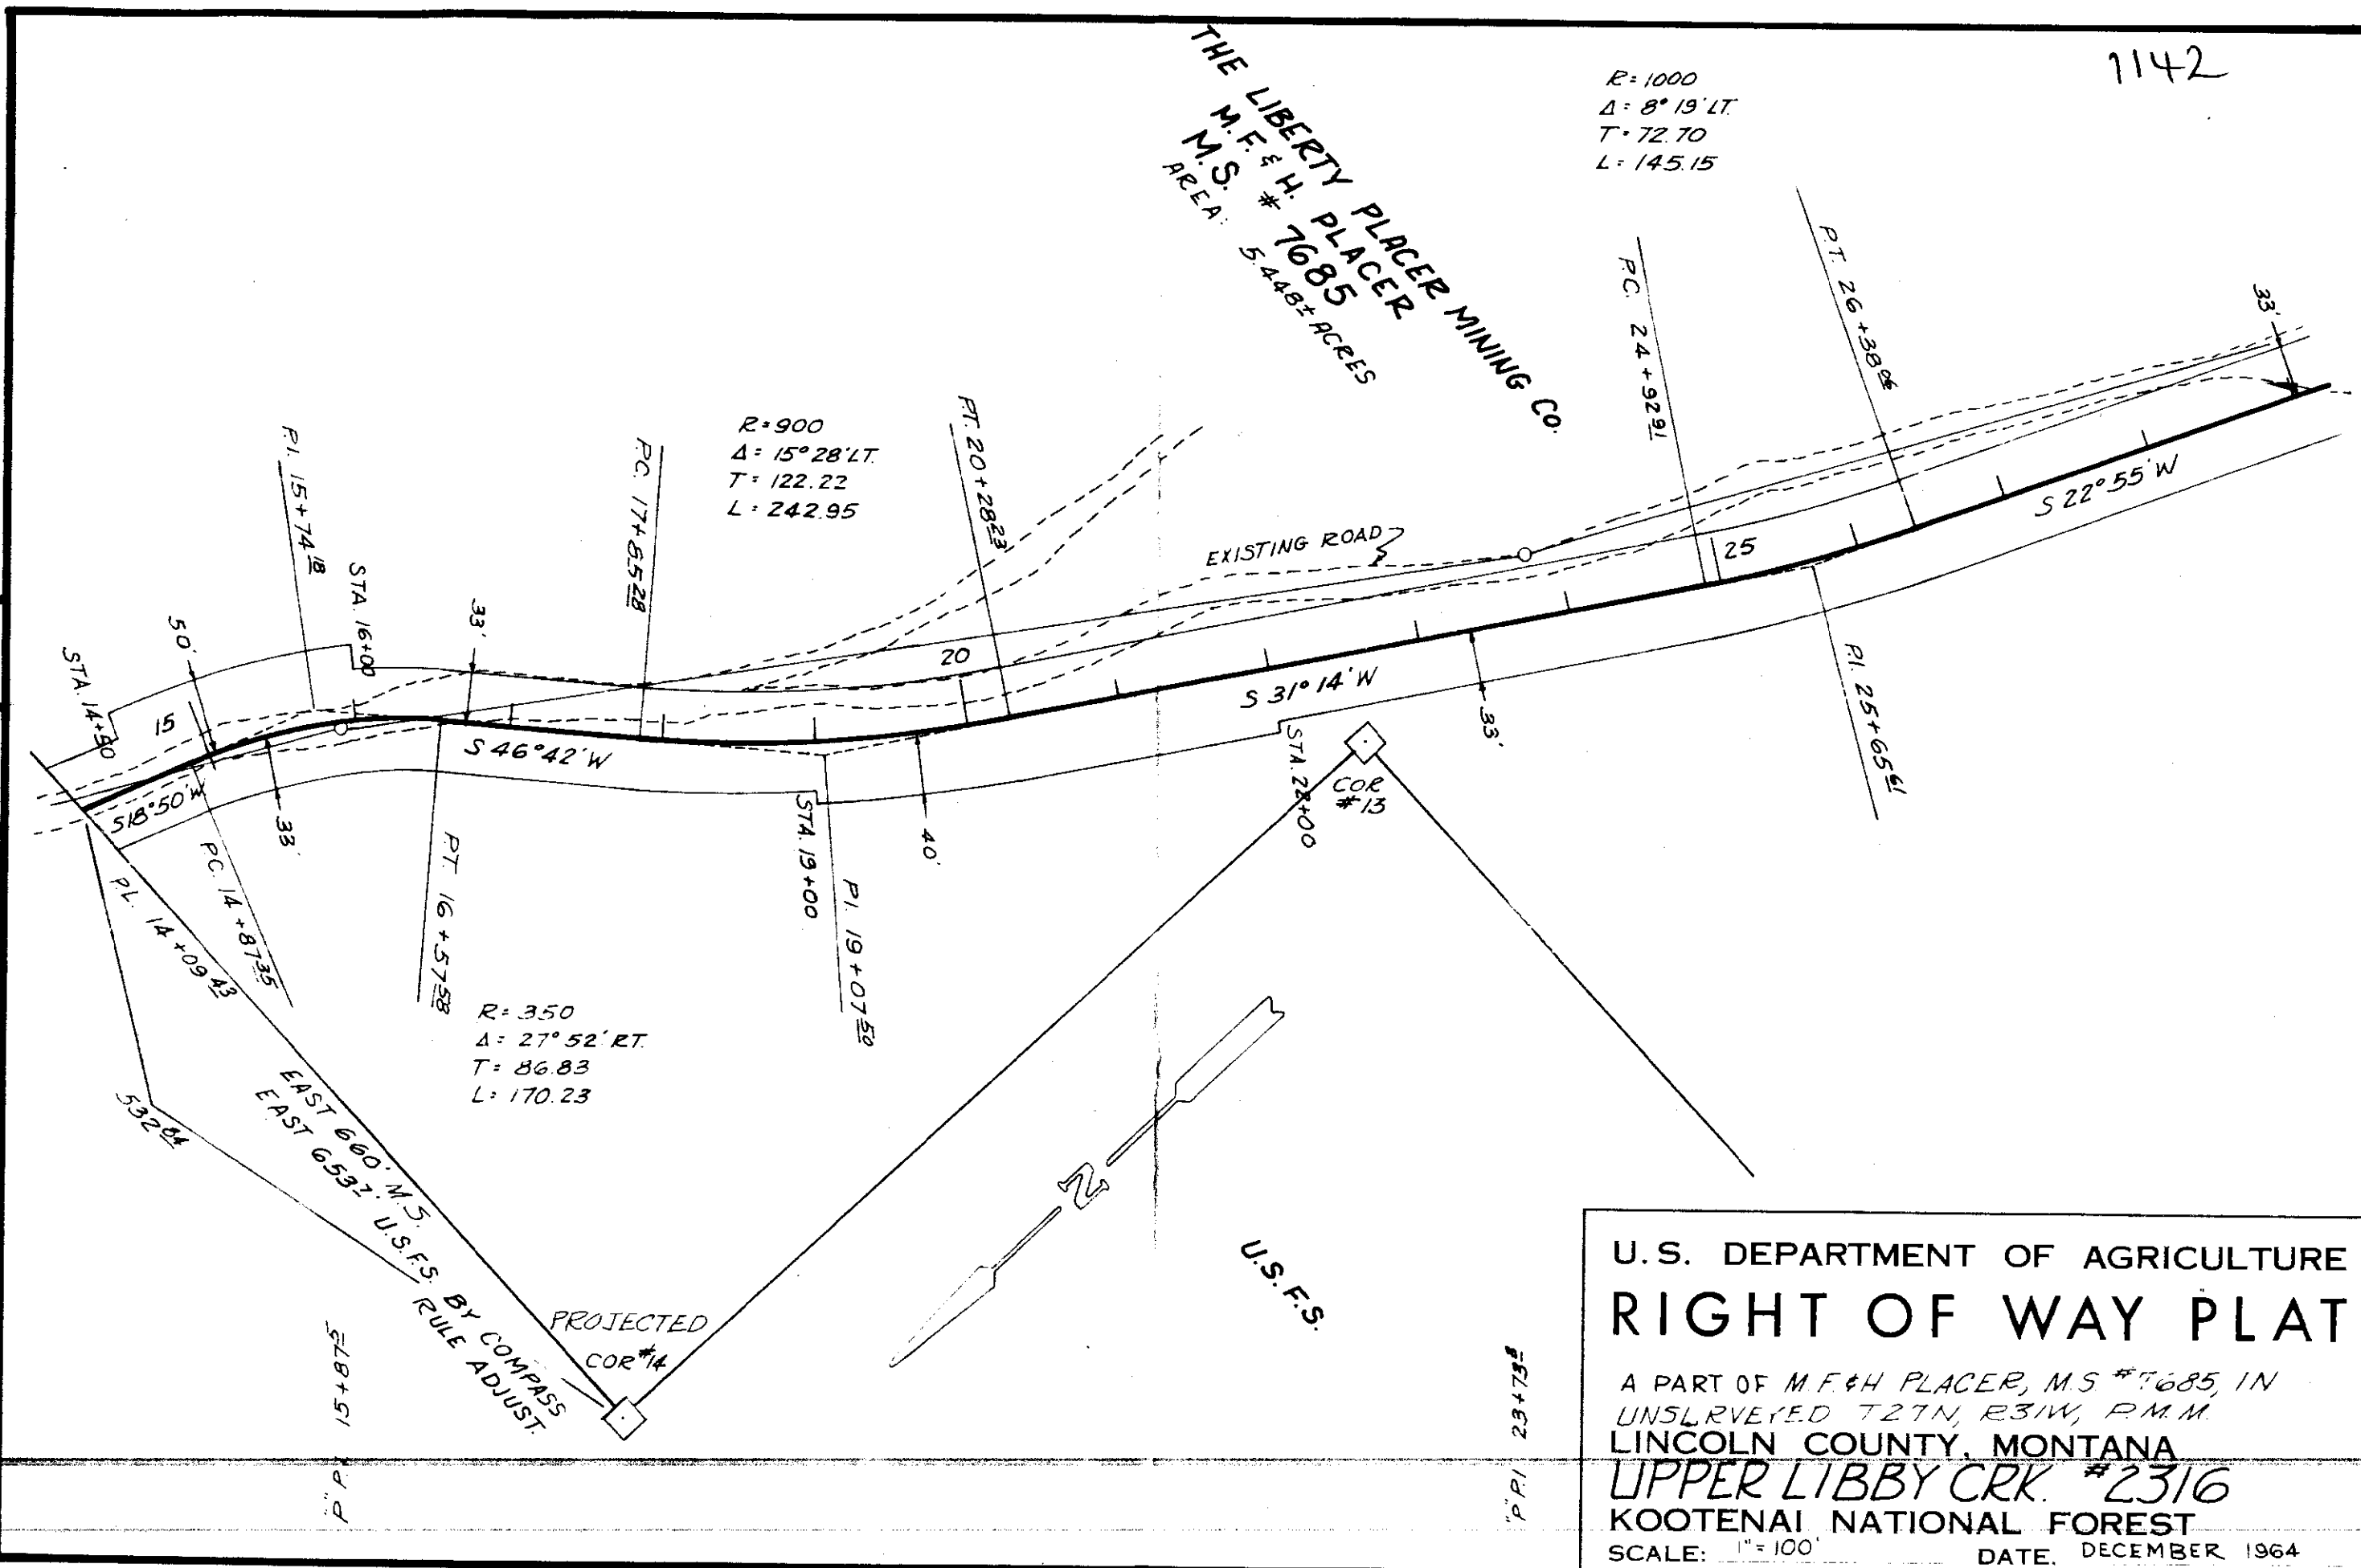 1142
THE LIBERTY PLACER MINING CO.
M.F. & H. PLACER
M.S. # 7685
AREA: 5.448± ACRES
R=1000
Δ= 8° 19' LT.
T= 72.70
L= 145.15
P.C. 24+92 91
P.T. 26+38 06
33'
R=900
Δ= 15° 28' LT.
T= 122.22
L= 242.95
P.I. 15+74 18
STA. 16+00
P.C. 17+85 28
P.T. 20+28 23
EXISTING ROAD
50'
33'
STA. 14+50
15
20
25
S 22° 55' W
S 31° 14' W
S 46° 42' W
S 18° 50' W
33'
33'
40'
STA. 19+00
STA. 22+00
COR
#13
P.I. 25+65 61
P.L. 14+09 43
P.C. 14+87 35
P.T. 16+57 58
P.I. 19+07 50
R= 350
Δ= 27° 52' RT.
T= 86.83
L= 170.23
532 84
EAST 660' M.S.
EAST 653 7' U.S.F.S. BY COMPASS
RULE ADJUST.
PROJECTED
COR #14
N
U.S.F.S.
"P" P.I. 15+87 5
"P" P.I. 23+73 8
U.S. DEPARTMENT OF AGRICULTURE
RIGHT OF WAY PLAT
A PART OF M.F.&H PLACER, M.S. #7685, IN
UNSURVEYED T27N, R31W, P.M.M.
LINCOLN COUNTY, MONTANA
UPPER LIBBY CRK. #2316
KOOTENAI NATIONAL FOREST
SCALE: 1"=100' DATE. DECEMBER 1964